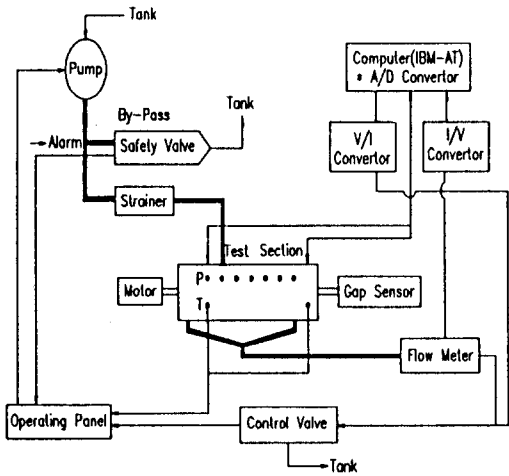 Tank
Pump
Computer(IBM-AT)
* A/D Convertor
By-Pass
Tank
Alarm
Safety Valve
V/I
Convertor
I/V
Convertor
Strainer
Test Section
P
Motor
Gap Sensor
T
Flow Meter
Operating Panel
Control Valve
Tank